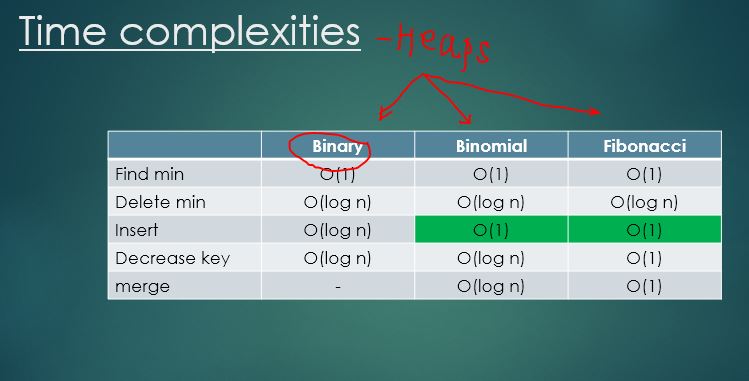 Time complexities - Heaps
Binary Binomial Fibonacci
Find min O(1) O(1) O(1)
Delete min O(log n) O(log n) O(log n)
Insert O(log n) O(1) O(1)
Decrease key O(log n) O(log n) O(1)
merge - O(log n) O(1)